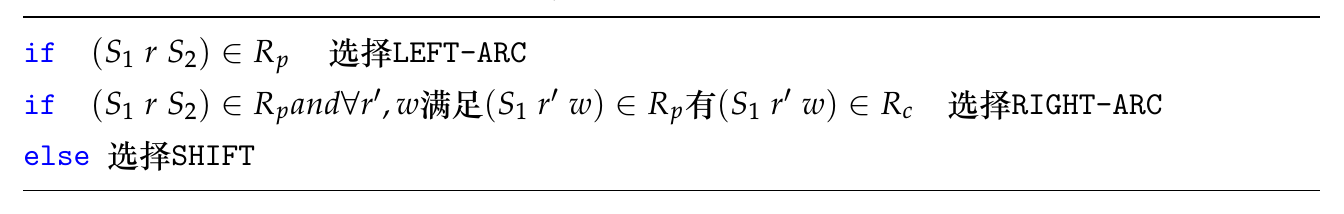 if (S₁ r S₂) ∈ Rₚ 选择LEFT-ARC
if (S₁ r S₂) ∈ Rₚand∀r′, w满足(S₁ r′ w) ∈ Rₚ有(S₁ r′ w) ∈ R_c 选择RIGHT-ARC
else 选择SHIFT